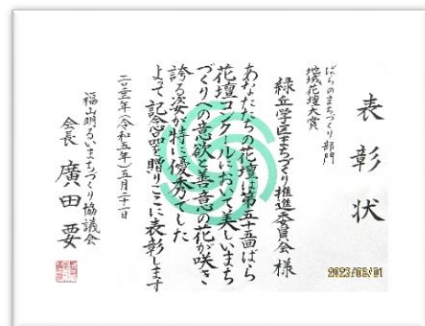 表彰状
ばらのまちづくり部門
地域花壇大賞
緑丘学区まちづくり推進委員会 様
あなたたちの花壇は第五十五回ばら
花壇コンクールにおいて美しいまち
づくりへの意欲と善意の花が咲き
誇る姿が特に優秀でした
よって記念品を贈りここに表彰します
二〇二三年(令和五年)五月二十一日
福山明るいまちづくり協議会
会長 廣田 要
2023/06/01